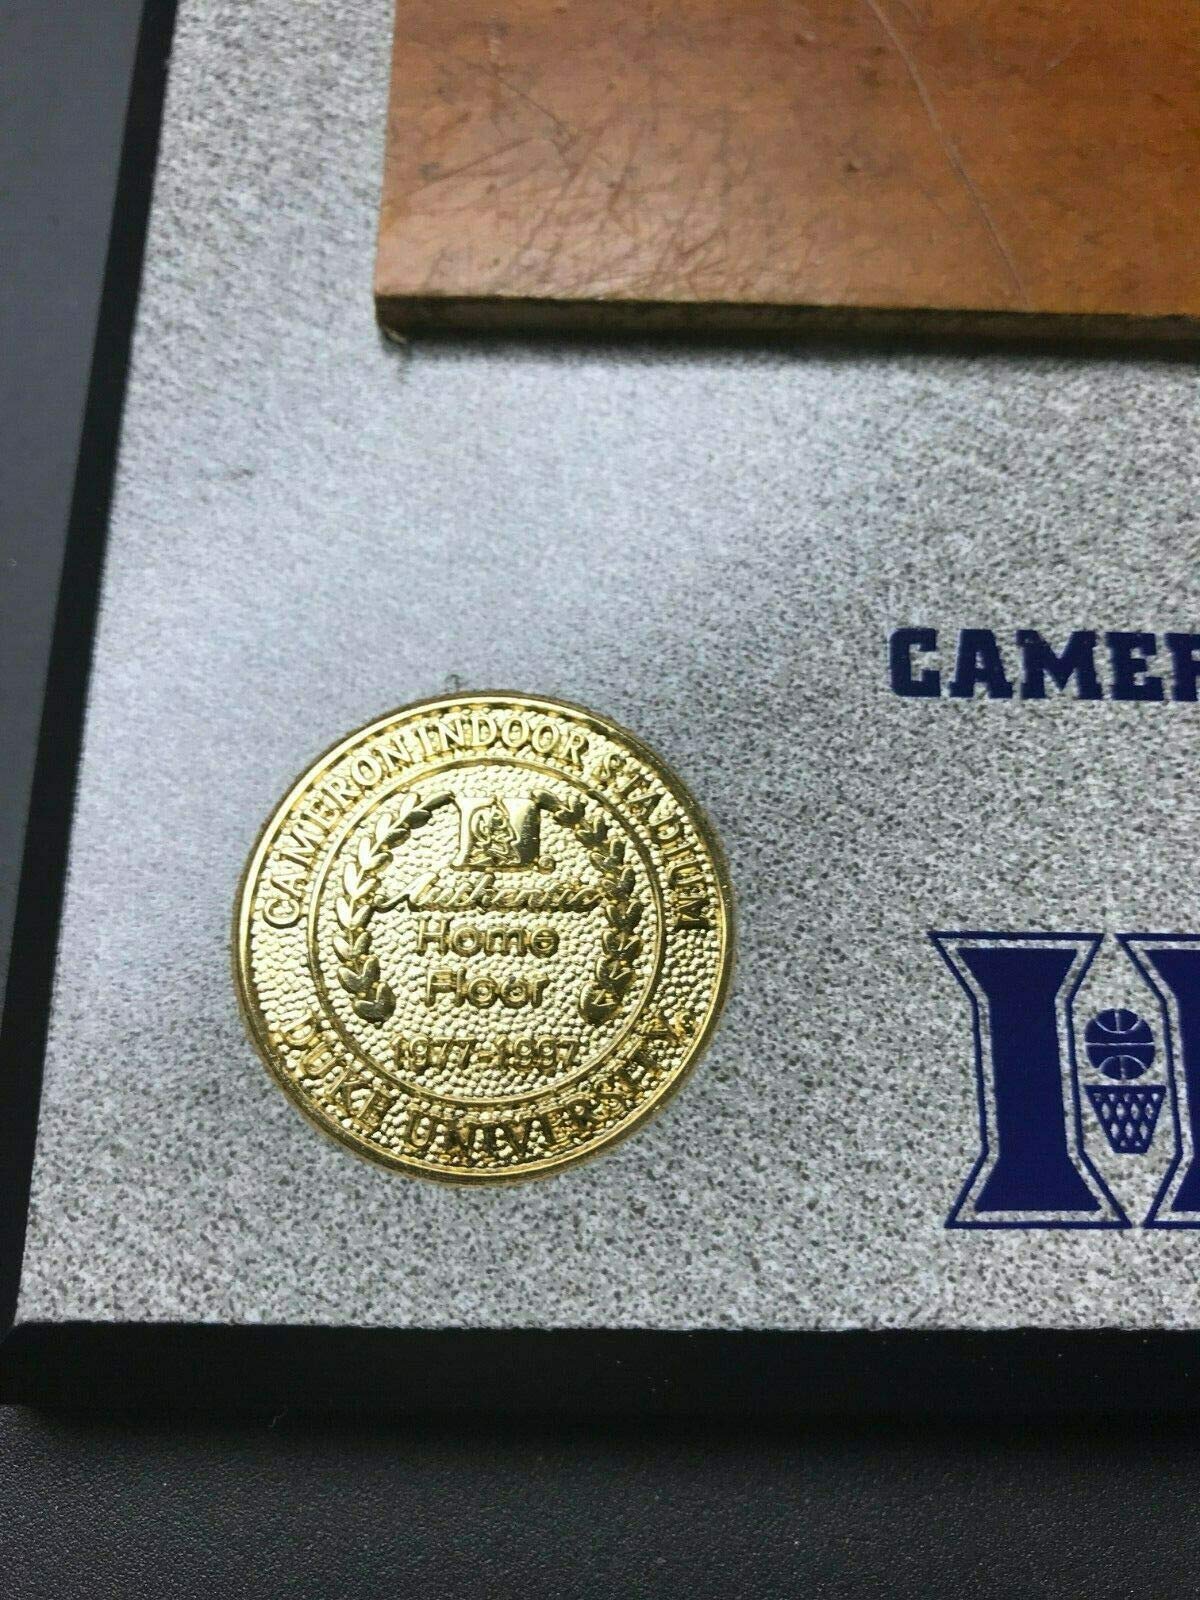 CAMER
CAMERON INDOOR STADIUM
Authentic
Home
Floor
1977-1997
DUKE UNIVERSITY